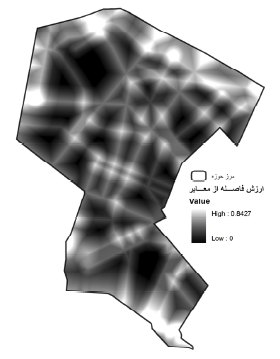 مرز حوزه
ارزش فاصله از معابر
Value
High : 0.8427
Low : 0